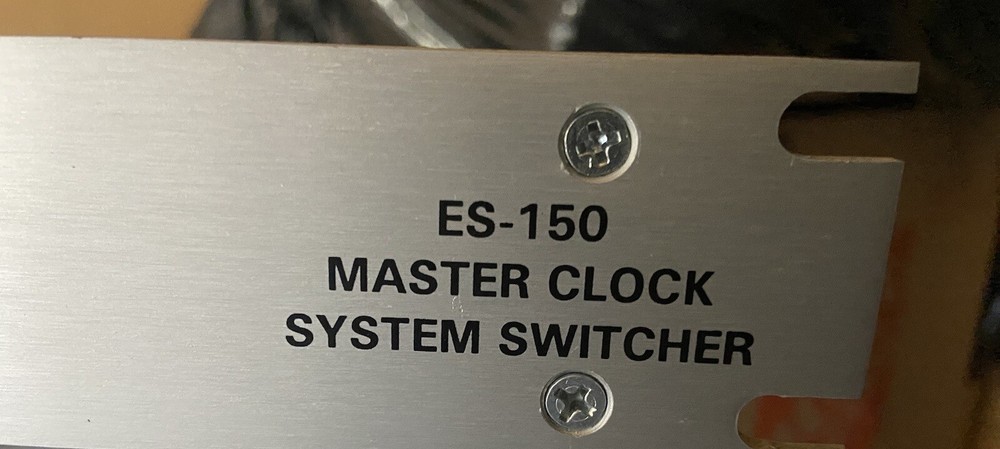 ES-150
MASTER CLOCK
SYSTEM SWITCHER